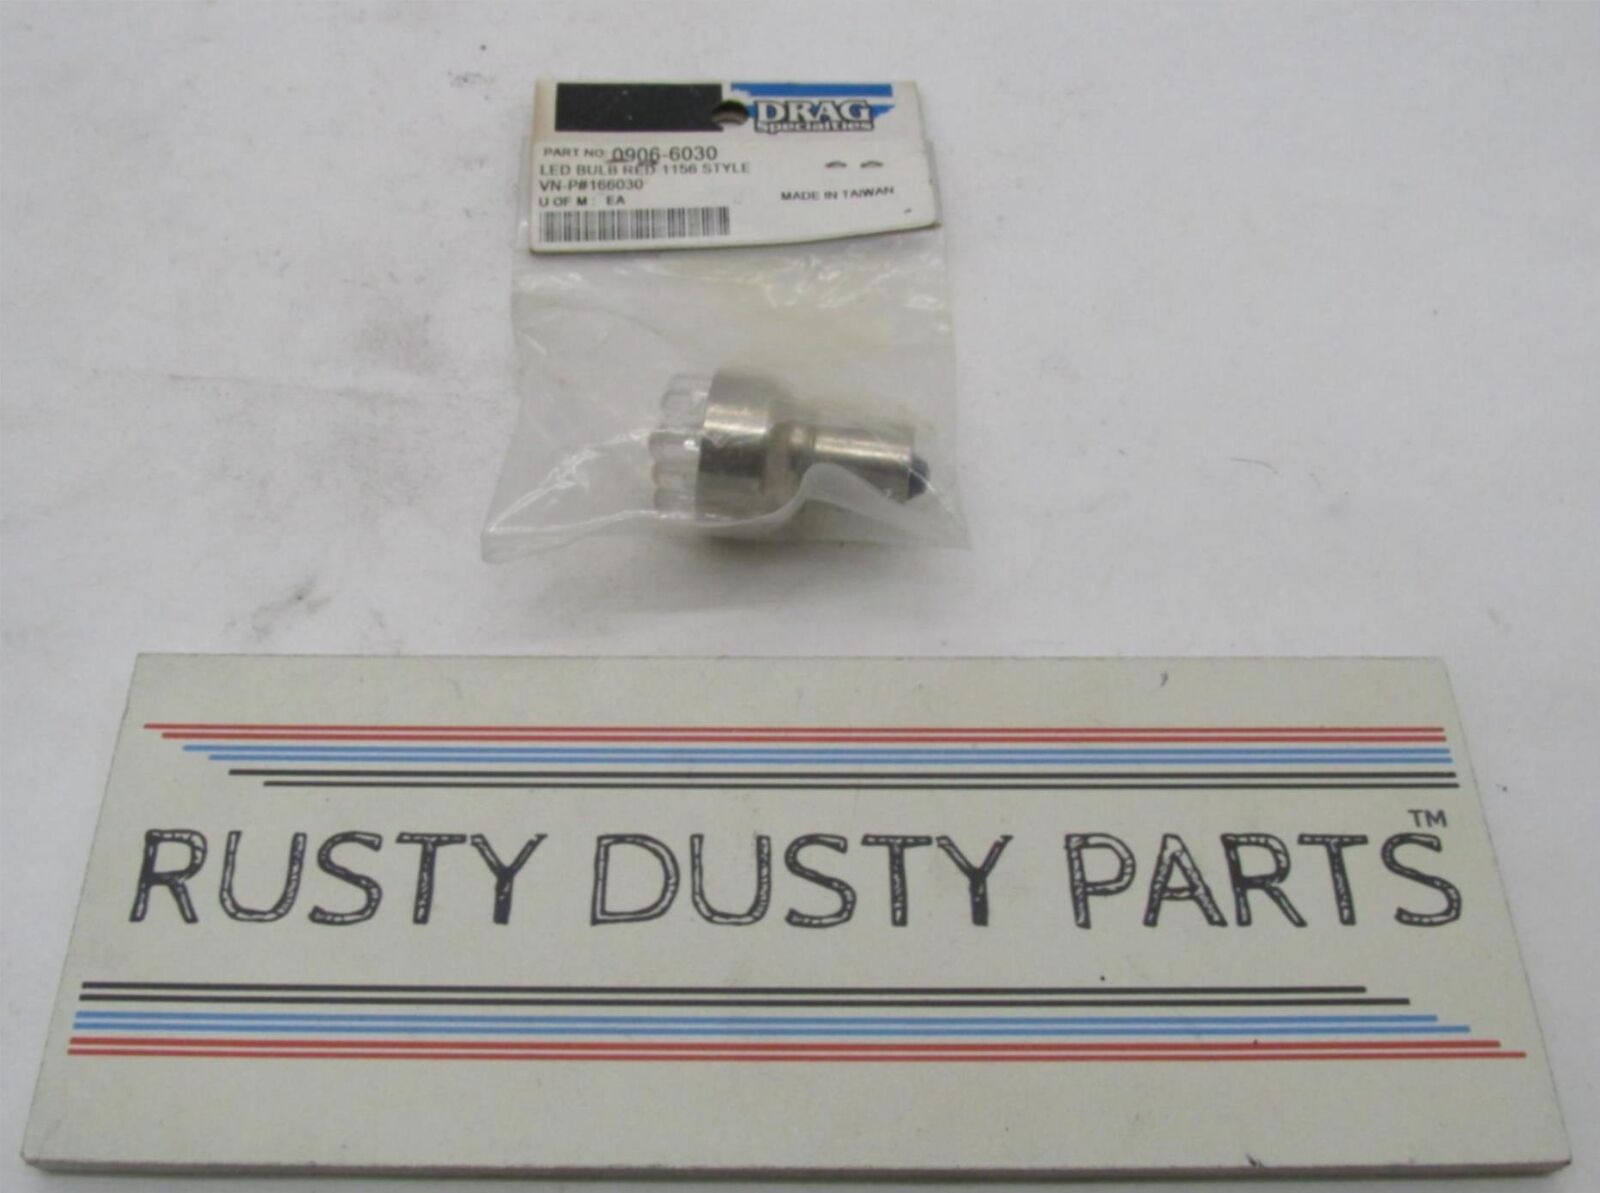 DRAG
Specialties
PART NO: 0906-6030
LED BULB RED 1156 STYLE
VN-P#166030
MADE IN TAIWAN
U OF M : EA
RUSTY DUSTY PARTS™